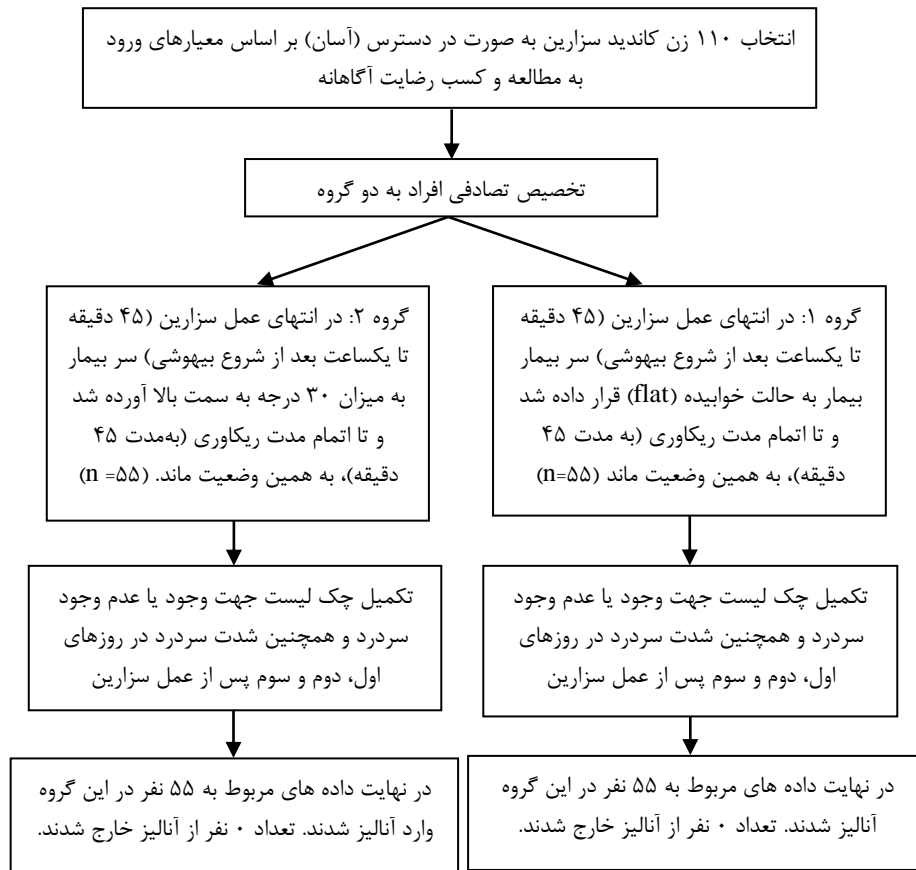 انتخاب ۱۱۰ زن کاندید سزارین به صورت در دسترس (آسان) بر اساس معیارهای ورود
به مطالعه و کسب رضایت آگاهانه
تخصیص تصادفی افراد به دو گروه
گروه ۱: در انتهای عمل سزارین (۴۵ دقیقه
تا یکساعت بعد از شروع بیهوشی) سر بیمار
بیمار به حالت خوابیده (flat) قرار داده شد
و تا اتمام مدت ریکاوری (به مدت ۴۵
دقیقه)، به همین وضعیت ماند (n=۵۵)
گروه ۲: در انتهای عمل سزارین (۴۵ دقیقه
تا یکساعت بعد از شروع بیهوشی) سر بیمار
به میزان ۳۰ درجه به سمت بالا آورده شد
و تا اتمام مدت ریکاوری (به‌مدت ۴۵
دقیقه)، به همین وضعیت ماند. (n =۵۵)
تکمیل چک لیست جهت وجود یا عدم وجود
سردرد و همچنین شدت سردرد در روزهای
اول، دوم و سوم پس از عمل سزارین
تکمیل چک لیست جهت وجود یا عدم وجود
سردرد و همچنین شدت سردرد در روزهای
اول، دوم و سوم پس از عمل سزارین
در نهایت داده های مربوط به ۵۵ نفر در این گروه
آنالیز شدند. تعداد ۰ نفر از آنالیز خارج شدند.
در نهایت داده های مربوط به ۵۵ نفر در این گروه
وارد آنالیز شدند. تعداد ۰ نفر از آنالیز خارج شدند.